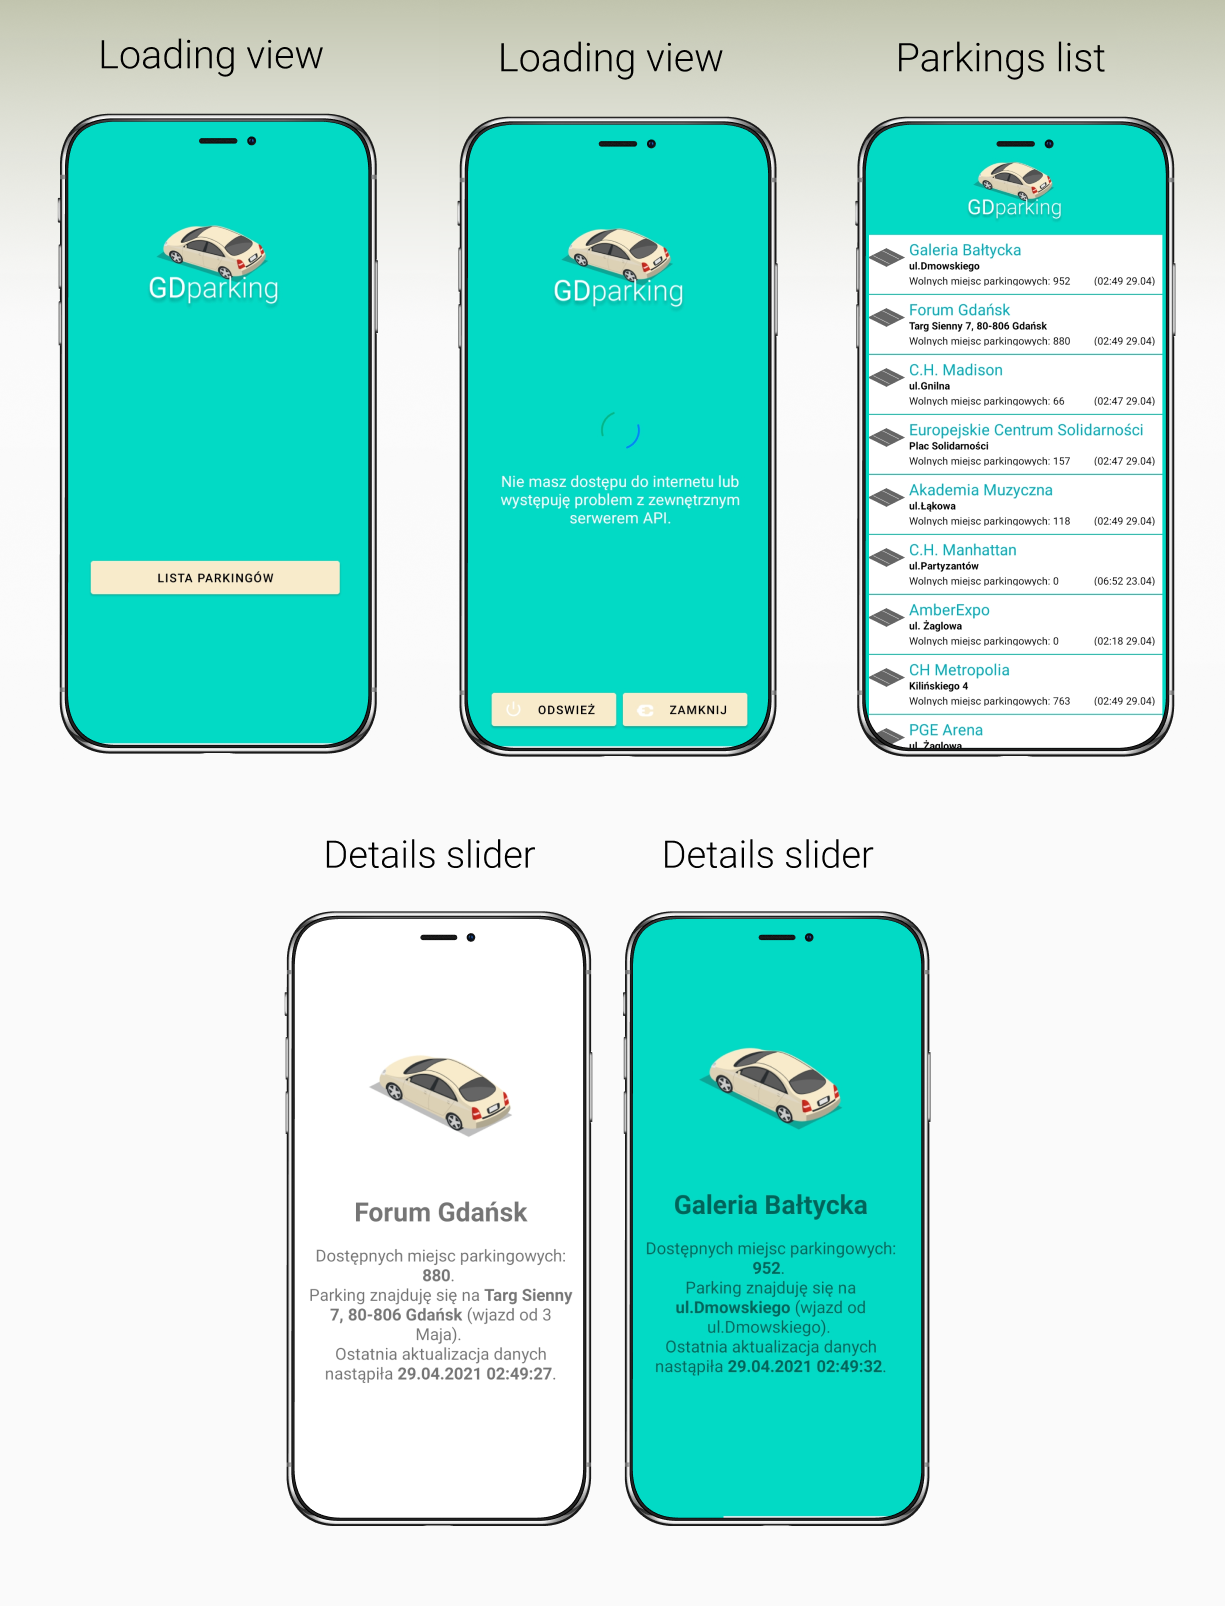 Loading view
GDparking
LISTA PARKINGÓW
Loading view
GDparking
Nie masz dostępu do internetu lub
występuję problem z zewnętrznym
serwerem API.
ODSWIEŻ
ZAMKNIJ
Parkings list
GDparking
Galeria Bałtycka
ul.Dmowskiego
Wolnych miejsc parkingowych: 952 (02:49 29.04)
Forum Gdańsk
Targ Sienny 7, 80-806 Gdańsk
Wolnych miejsc parkingowych: 880 (02:49 29.04)
C.H. Madison
ul.Gnilna
Wolnych miejsc parkingowych: 66 (02:47 29.04)
Europejskie Centrum Solidarności
Plac Solidarności
Wolnych miejsc parkingowych: 157 (02:47 29.04)
Akademia Muzyczna
ul.Łąkowa
Wolnych miejsc parkingowych: 118 (02:49 29.04)
C.H. Manhattan
ul.Partyzantów
Wolnych miejsc parkingowych: 0 (06:52 23.04)
AmberExpo
ul. Żaglowa
Wolnych miejsc parkingowych: 0 (02:18 29.04)
CH Metropolia
Kilińskiego 4
Wolnych miejsc parkingowych: 763 (02:49 29.04)
PGE Arena
ul. Żaglowa
Details slider
Forum Gdańsk
Dostępnych miejsc parkingowych:
880.
Parking znajduję się na Targ Sienny
7, 80-806 Gdańsk (wjazd od 3
Maja).
Ostatnia aktualizacja danych
nastąpiła 29.04.2021 02:49:27.
Details slider
Galeria Bałtycka
Dostępnych miejsc parkingowych:
952.
Parking znajduję się na
ul.Dmowskiego (wjazd od
ul.Dmowskiego).
Ostatnia aktualizacja danych
nastąpiła 29.04.2021 02:49:32.